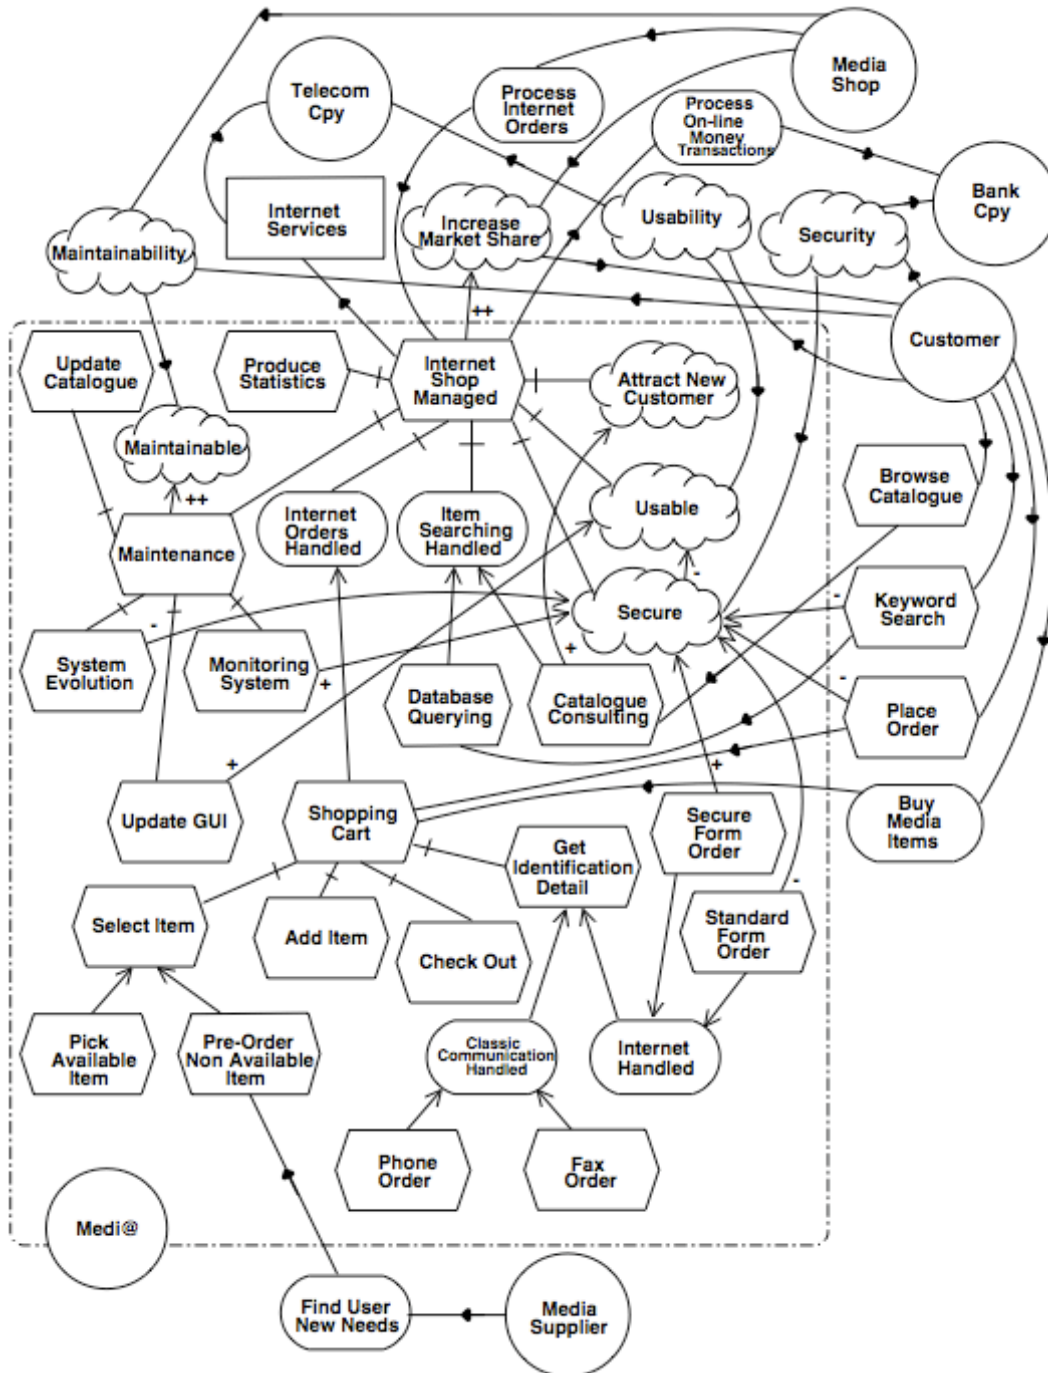 Media
Shop
Telecom
Cpy
Process
Internet
Orders
Process
On-line
Money
Transactions
Bank
Cpy
Internet
Services
Increase
Market Share
Usability
Security
Maintainability
++
Customer
Update
Catalogue
Produce
Statistics
Internet
Shop
Managed
Attract New
Customer
Maintainable
++
Browse
Catalogue
Internet
Orders
Handled
Item
Searching
Handled
Usable
Maintenance
-
-
Keyword
Search
Secure
-
System
Evolution
Monitoring
System
+
+
-
Database
Querying
Catalogue
Consulting
Place
Order
+
+
Update GUI
Shopping
Cart
Secure
Form
Order
Buy
Media
Items
Get
Identification
Detail
-
Select Item
Add Item
Check Out
Standard
Form
Order
Pick
Available
Item
Pre-Order
Non Available
Item
Classic
Communication
Handled
Internet
Handled
Phone
Order
Fax
Order
Medi@
Find User
New Needs
Media
Supplier